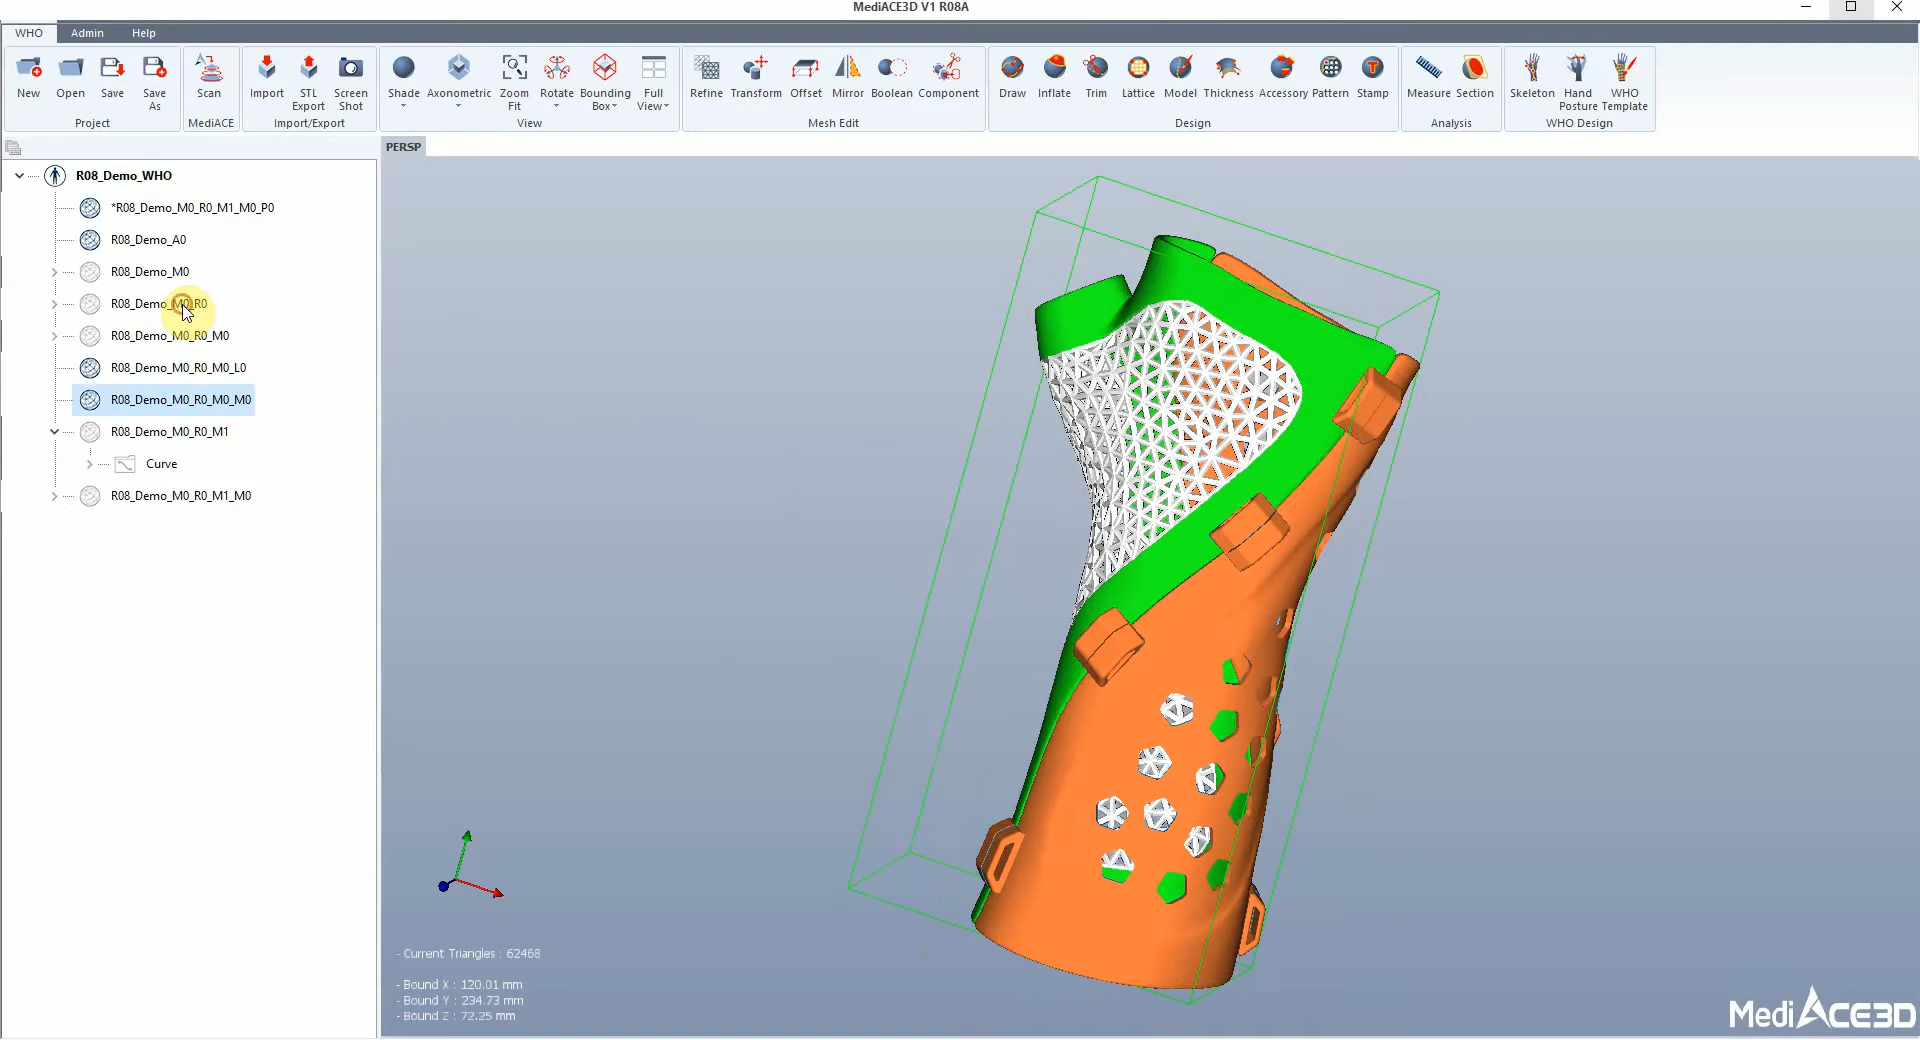 MediACE3D V1 R08A
WHO Admin Help
New Open Save Save As Scan Import STL Export Screen Shot Shade Axonometric Zoom Fit Rotate Bounding Box Full View Refine Transform Offset Mirror Boolean Component Draw Inflate Trim Lattice Model Thickness Accessory Pattern Stamp Measure Section Skeleton Hand Posture WHO Template
Project MediACE Import/Export View Mesh Edit Design Analysis WHO Design
PERSP
R08_Demo_WHO
*R08_Demo_M0_R0_M1_M0_P0
R08_Demo_A0
R08_Demo_M0
R08_Demo_M0_R0
R08_Demo_M0_R0_M0
R08_Demo_M0_R0_M0_L0
R08_Demo_M0_R0_M0_M0
R08_Demo_M0_R0_M1
Curve
R08_Demo_M0_R0_M1_M0
- Current Triangles : 62468
- Bound X : 120.01 mm
- Bound Y : 234.73 mm
- Bound Z : 72.25 mm
MediACE3D